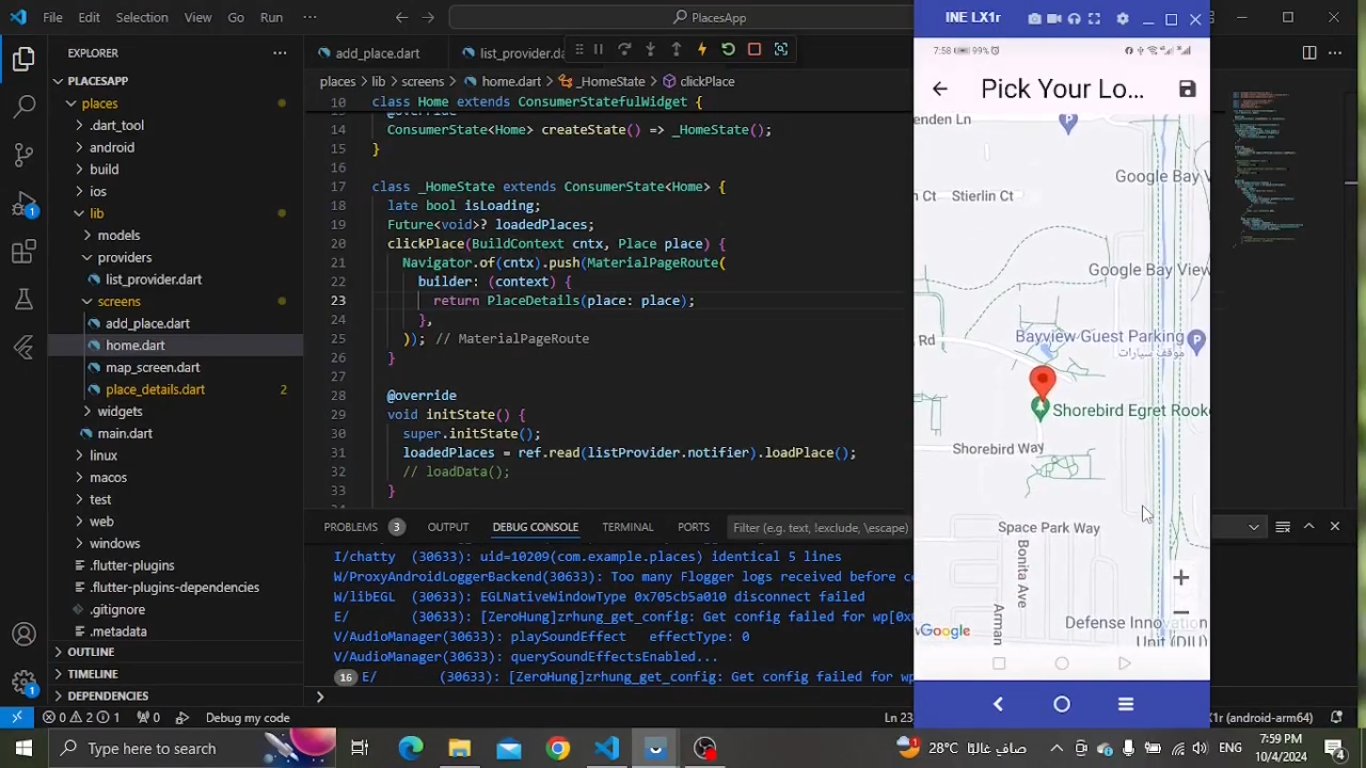 File Edit Selection View Go Run ··· PlacesApp
EXPLORER
PLACESAPP
places
.dart_tool
android
build
ios
lib
models
providers
list_provider.dart
screens
add_place.dart
home.dart
map_screen.dart
place_details.dart 2
widgets
main.dart
linux
macos
test
web
windows
.flutter-plugins
.flutter-plugins-dependencies
.gitignore
.metadata
OUTLINE
TIMELINE
DEPENDENCIES
add_place.dart list_provider.da
places > lib > screens > home.dart > _HomeState > clickPlace
10 class Home extends ConsumerStatefulWidget {
13 @override
14 ConsumerState<Home> createState() => _HomeState();
15 }
16
17 class _HomeState extends ConsumerState<Home> {
18 late bool isLoading;
19 Future<void>? loadedPlaces;
20 clickPlace(BuildContext cntx, Place place) {
21 Navigator.of(cntx).push(MaterialPageRoute(
22 builder: (context) {
23 return PlaceDetails(place: place);
24 },
25 )); // MaterialPageRoute
26 }
27
28 @override
29 void initState() {
30 super.initState();
31 loadedPlaces = ref.read(listProvider.notifier).loadPlace();
32 // loadData();
33 }
PROBLEMS 3 OUTPUT DEBUG CONSOLE TERMINAL PORTS Filter (e.g. text, !exclude, \escape)
I/chatty (30633): uid=10209(com.example.places) identical 5 lines
W/ProxyAndroidLoggerBackend(30633): Too many Flogger logs received before co
W/libEGL (30633): EGLNativeWindowType 0x705cb5a010 disconnect failed
E/ (30633): [ZeroHung]zrhung_get_config: Get config failed for wp[0x0
V/AudioManager(30633): playSoundEffect effectType: 0
V/AudioManager(30633): querySoundEffectsEnabled...
16 E/ (30633): [ZeroHung]zrhung_get_config: Get config failed for wp
INE LX1r
7:58 99%
Pick Your Lo...
enden Ln
Google Bay V
n Ct Stierlin Ct
Google Bay View
Rd
Bayview Guest Parking
موقف سيارات
Shorebird Egret Rook
Shorebird Way
Space Park Way
Bonita Ave
Arman
+
Defense Innovation
Unit (DIU)
Google
0 2 1 0 Debug my code Ln 23 X1r (android-arm64)
Type here to search 28°C صافٍ غالبًا ENG 7:59 PM
10/4/2024
4